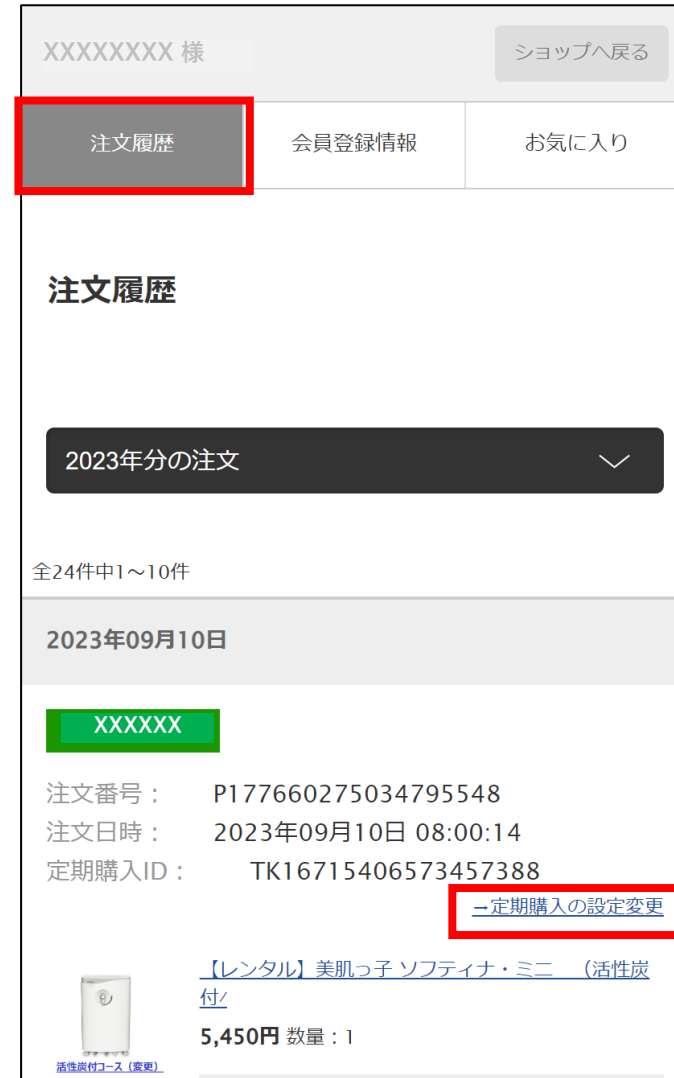 XXXXXXXX 様
ショップへ戻る
注文履歴
会員登録情報
お気に入り
注文履歴
2023年分の注文
全24件中1～10件
2023年09月10日
XXXXXX
注文番号： P177660275034795548
注文日時： 2023年09月10日 08:00:14
定期購入ID： TK16715406573457388
→定期購入の設定変更
【レンタル】美肌っ子 ソフティナ・ミニ （活性炭
付/
5,450円 数量：1
活性炭付コース（変更）